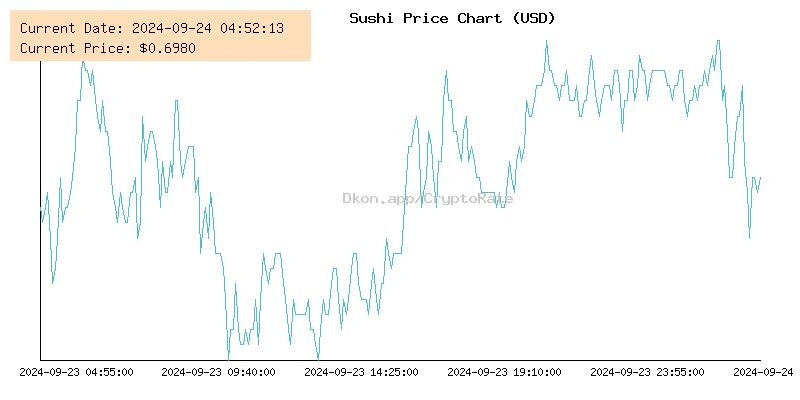 Sushi Price Chart (USD)
Current Date: 2024-09-24 04:52:13
Current Price: $0.6980
Dkon.app/CryptoRate
2024-09-23 04:55:00 2024-09-23 09:40:00 2024-09-23 14:25:00 2024-09-23 19:10:00 2024-09-23 23:55:00 2024-09-24